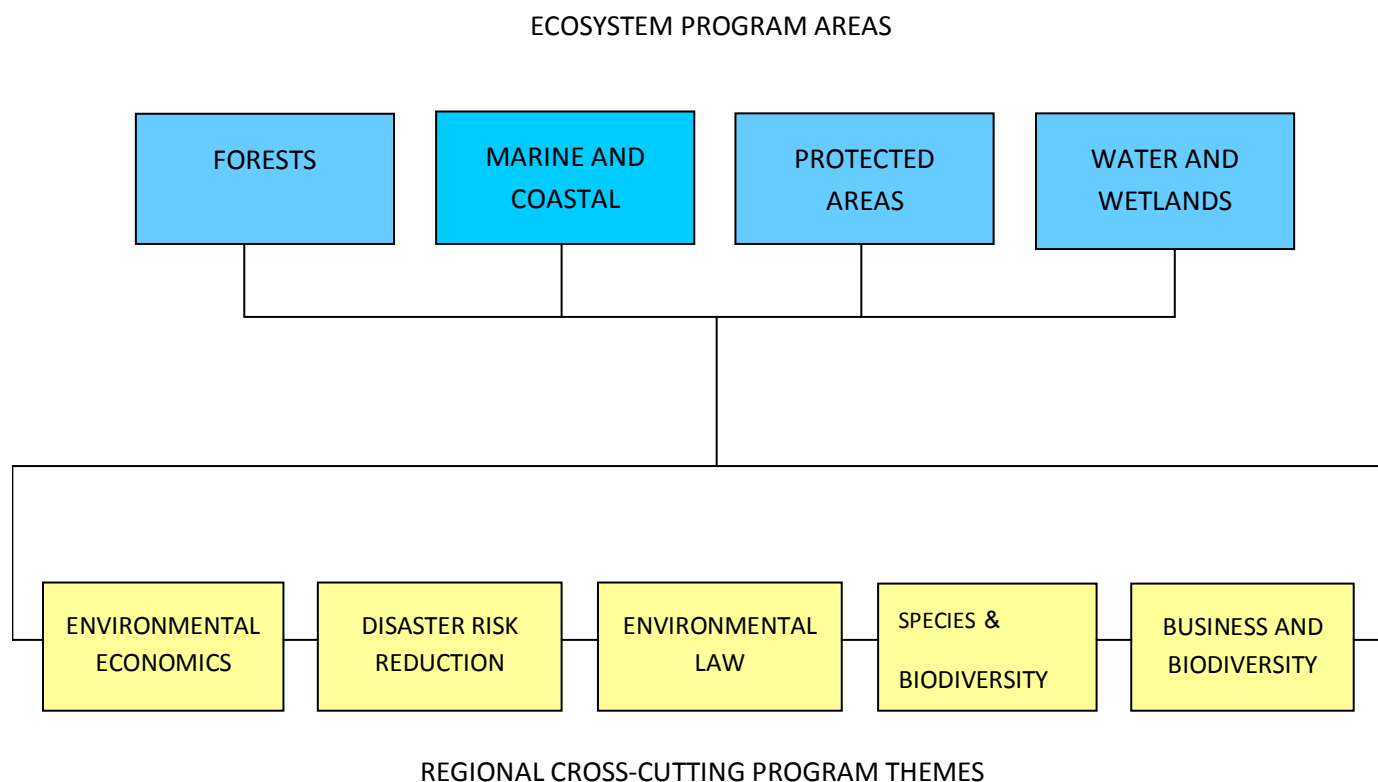 ECOSYSTEM PROGRAM AREAS
FORESTS
MARINE AND
COASTAL
PROTECTED
AREAS
WATER AND
WETLANDS
ENVIRONMENTAL
ECONOMICS
DISASTER RISK
REDUCTION
ENVIRONMENTAL
LAW
SPECIES &
BIODIVERSITY
BUSINESS AND
BIODIVERSITY
REGIONAL CROSS-CUTTING PROGRAM THEMES